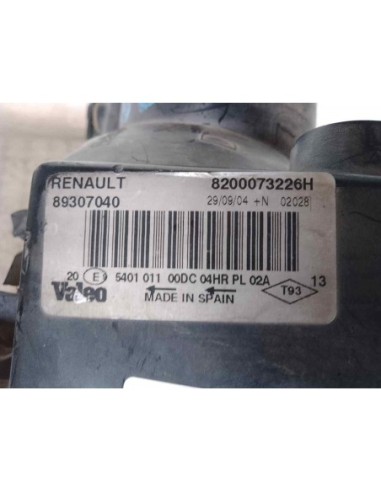 RENAULT 8200073226H
89307040 29/09/04 +N 02028
20 E9 5401 011 00DC 04HR PL 02A 13
Valeo MADE IN SPAIN T93